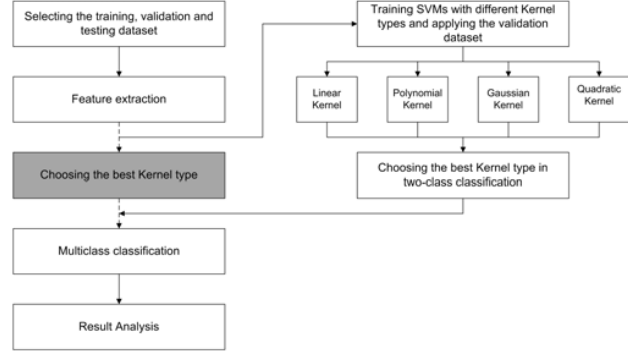 Selecting the training, validation and
testing dataset
Feature extraction
Choosing the best Kernel type
Multiclass classification
Result Analysis
Training SVMs with different Kernel
types and applying the validation
dataset
Linear
Kernel
Polynomial
Kernel
Gaussian
Kernel
Quadratic
Kernel
Choosing the best Kernel type in
two-class classification